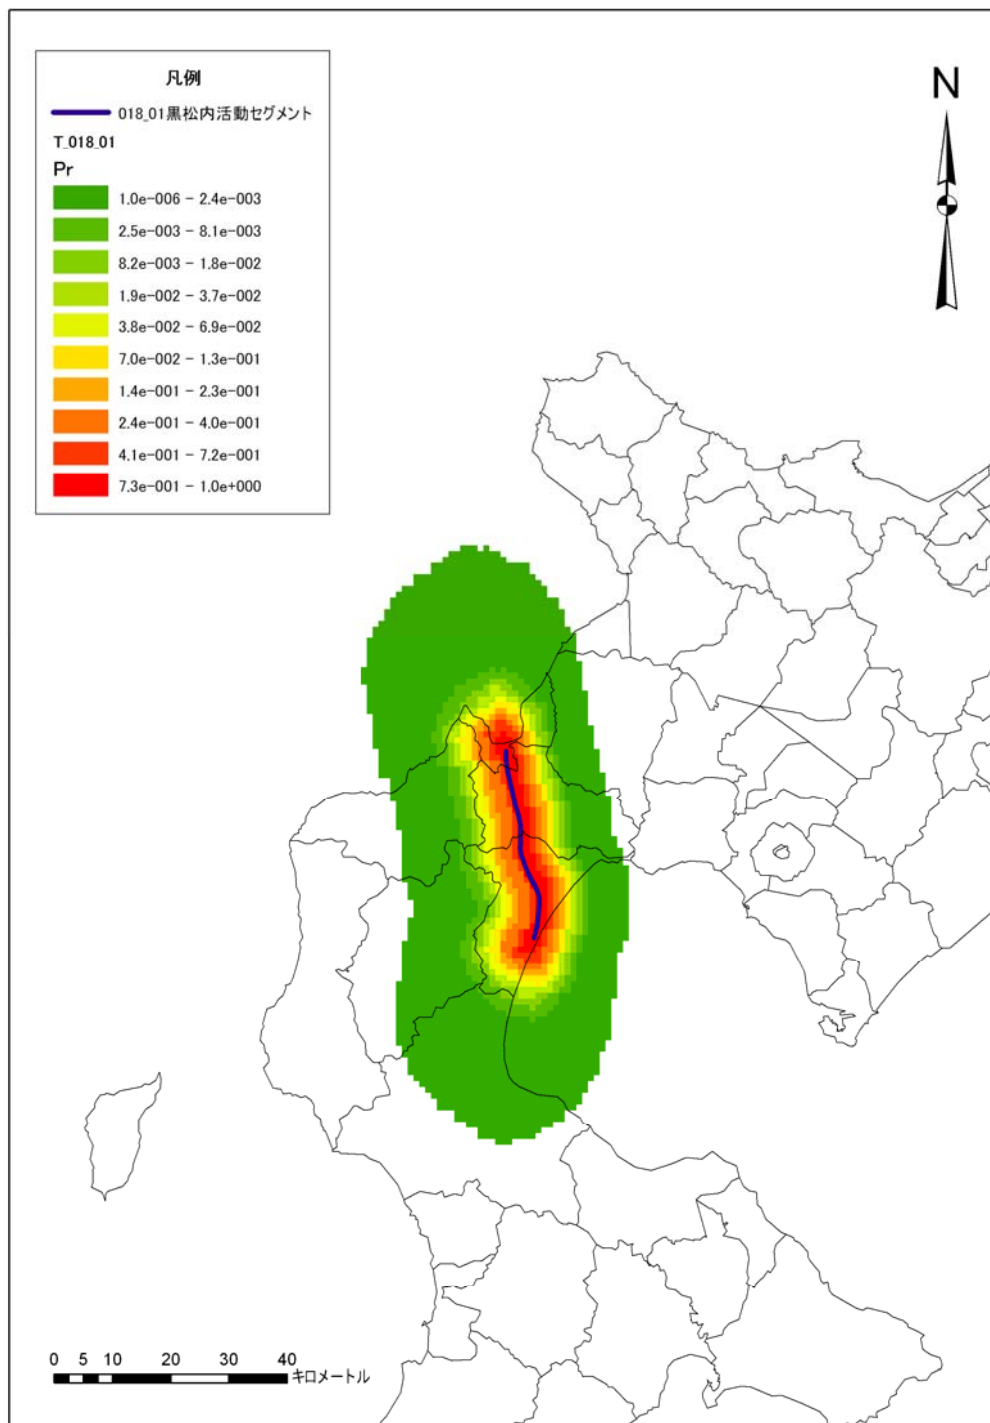 凡例
018_01黒松内活動セグメント
T_018_01
Pr
1.0e-006 - 2.4e-003
2.5e-003 - 8.1e-003
8.2e-003 - 1.8e-002
1.9e-002 - 3.7e-002
3.8e-002 - 6.9e-002
7.0e-002 - 1.3e-001
1.4e-001 - 2.3e-001
2.4e-001 - 4.0e-001
4.1e-001 - 7.2e-001
7.3e-001 - 1.0e+000
N
0 5 10 20 30 40
キロメートル